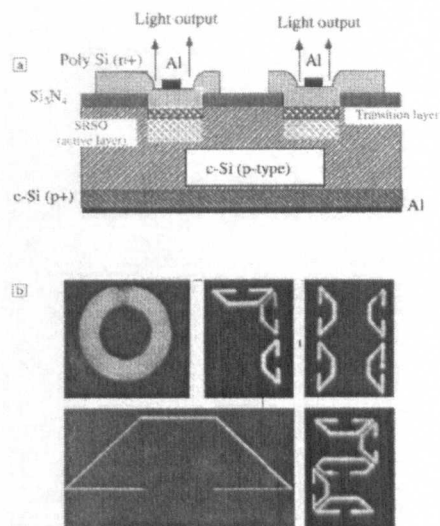 Light output Light output
a
Al Al
Poly Si (n+)
Si3N4
Transition layer
SRSO
(active layer)
c-Si (p-type)
c-Si (p+)
Al
b